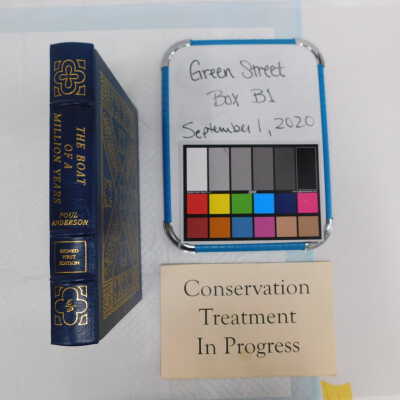 THE BOAT
OF A
MILLION YEARS
POUL
ANDERSON
SIGNED
FIRST
EDITION
Green Street
Box B1
September 1, 2020
Conservation
Treatment
In Progress